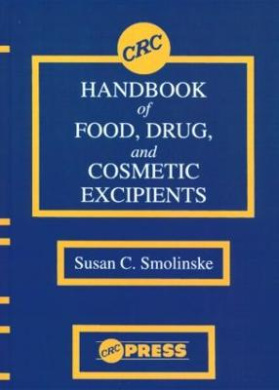 CRC
HANDBOOK
of
FOOD, DRUG,
and
COSMETIC
EXCIPIENTS
Susan C. Smolinske
CRC PRESS